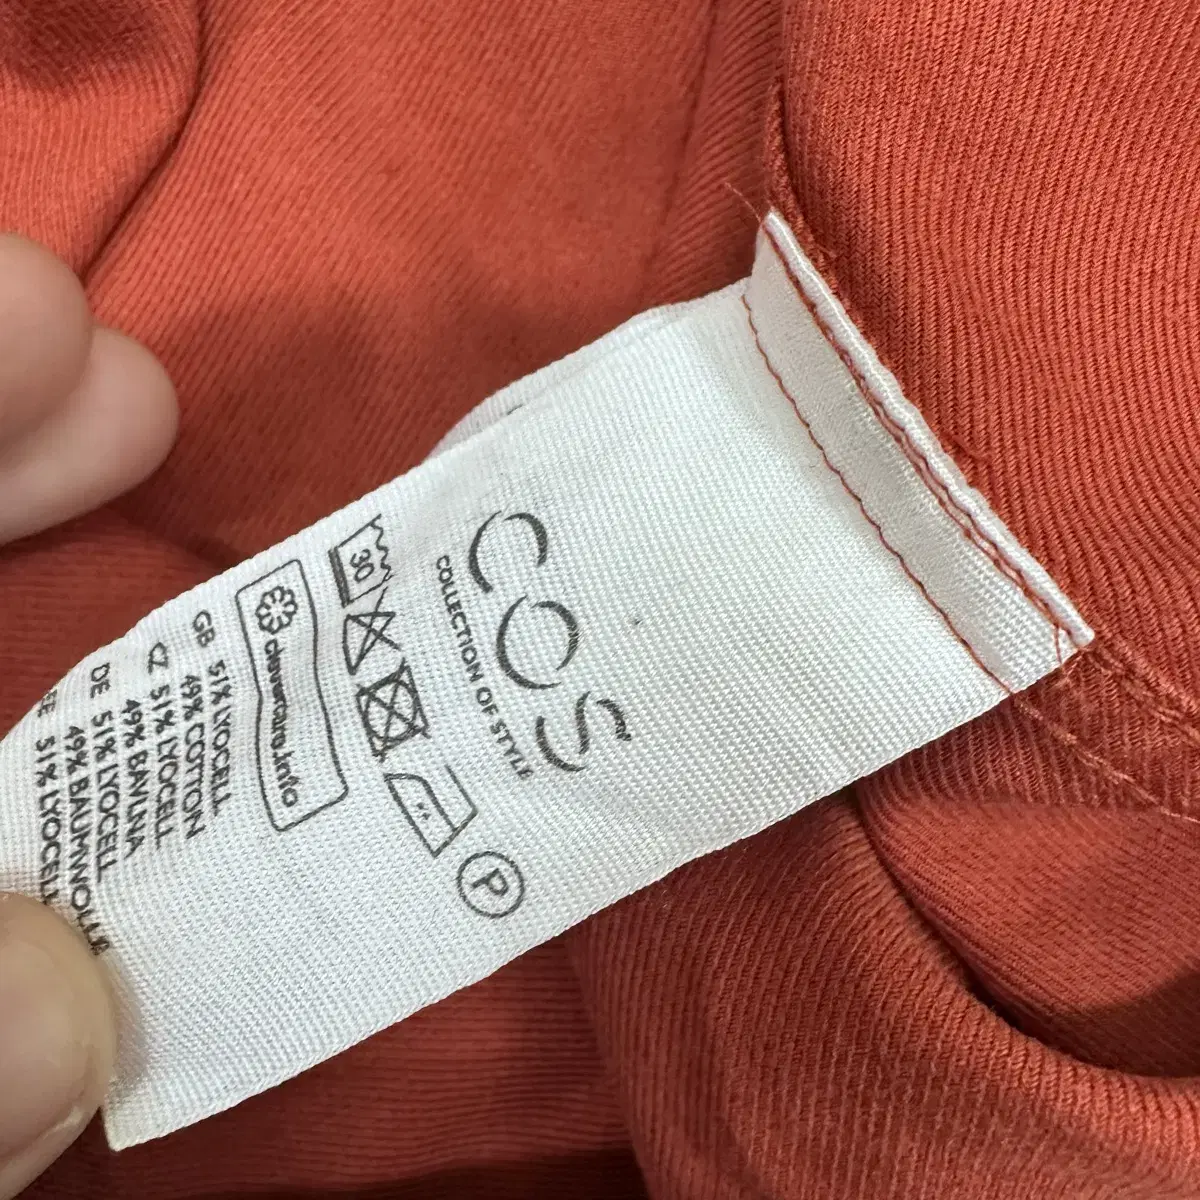 COS
COLLECTION OF STYLE
30
P
clevercare.info
GB 51% LYOCELL
49% COTTON
CZ 51% LYOCELL
49% BAVLNA
DE 51% LYOCELL
49% BAUMWOLLE
EE 51% LYOCELL